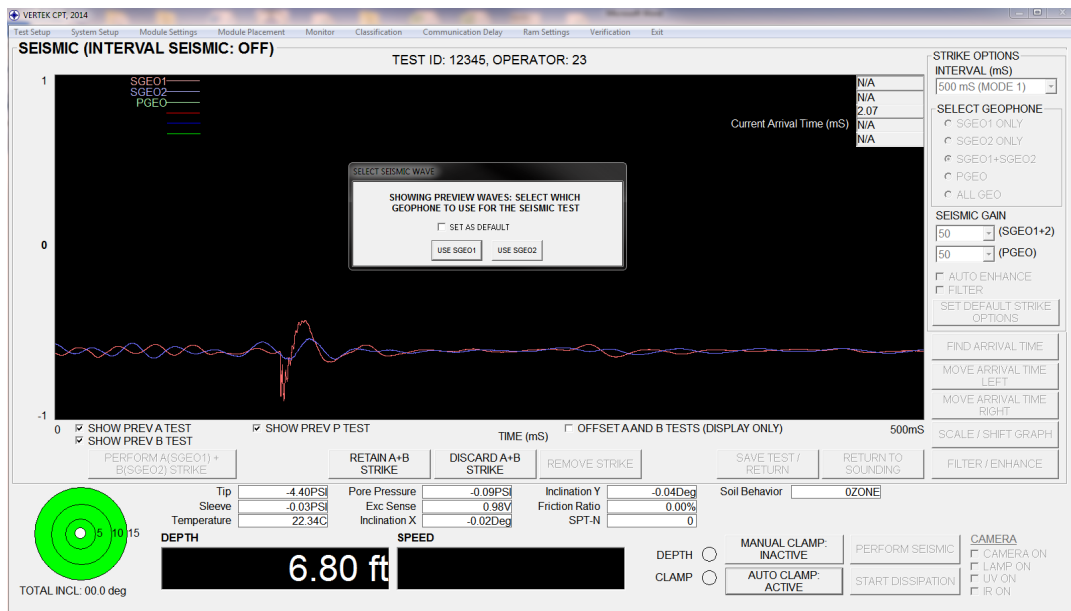 VERTEK CPT, 2014
Test Setup System Setup Module Settings Module Placement Monitor Classification Communication Delay Ram Settings Verification Exit
SEISMIC (INTERVAL SEISMIC: OFF)
TEST ID: 12345, OPERATOR: 23
1
SGEO1
SGEO2
PGEO
Current Arrival Time (mS)
N/A
N/A
2.07
N/A
N/A
SELECT SEISMIC WAVE
SHOWING PREVIEW WAVES: SELECT WHICH
GEOPHONE TO USE FOR THE SEISMIC TEST
SET AS DEFAULT
USE SGEO1 USE SGEO2
0
-1
0 TIME (mS) 500mS
SHOW PREV A TEST SHOW PREV P TEST OFFSET A AND B TESTS (DISPLAY ONLY)
SHOW PREV B TEST
PERFORM A(SGEO1) +
B(SGEO2) STRIKE
RETAIN A+B
STRIKE
DISCARD A+B
STRIKE
REMOVE STRIKE
SAVE TEST /
RETURN
RETURN TO
SOUNDING
STRIKE OPTIONS
INTERVAL (mS)
500 mS (MODE 1)
SELECT GEOPHONE
SGEO1 ONLY
SGEO2 ONLY
SGEO1+SGEO2
PGEO
ALL GEO
SEISMIC GAIN
50 (SGEO1+2)
50 (PGEO)
AUTO ENHANCE
FILTER
SET DEFAULT STRIKE
OPTIONS
FIND ARRIVAL TIME
MOVE ARRIVAL TIME
LEFT
MOVE ARRIVAL TIME
RIGHT
SCALE / SHIFT GRAPH
FILTER / ENHANCE
5 10 15
TOTAL INCL: 00.0 deg
Tip -4.40PSI Pore Pressure -0.09PSI Inclination Y -0.04Deg Soil Behavior 0ZONE
Sleeve -0.03PSI Exc Sense 0.98V Friction Ratio 0.00%
Temperature 22.34C Inclination X -0.02Deg SPT-N 0
DEPTH SPEED
6.80 ft
DEPTH
CLAMP
MANUAL CLAMP:
INACTIVE
AUTO CLAMP:
ACTIVE
PERFORM SEISMIC
START DISSIPATION
CAMERA
CAMERA ON
LAMP ON
UV ON
IR ON